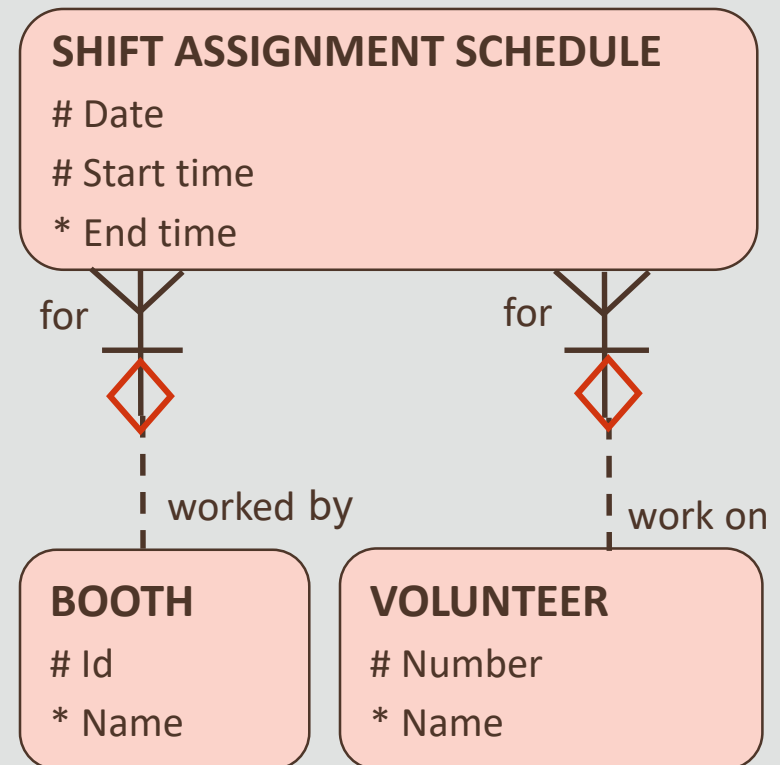 SHIFT ASSIGNMENT SCHEDULE
# Date
# Start time
* End time
for
for
worked by
work on
BOOTH
# Id
* Name
VOLUNTEER
# Number
* Name